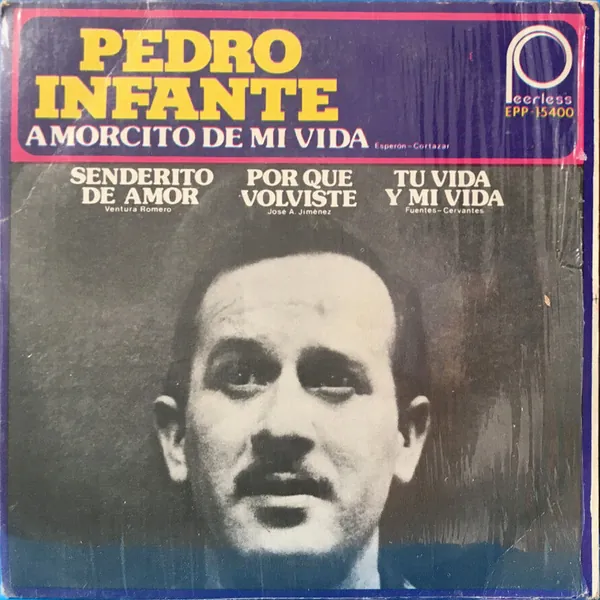 PEDRO
INFANTE
AMORCITO DE MI VIDA Esperón-Cortazar
Peerless
EPP-15400
SENDERITO
DE AMOR
Ventura Romero
POR QUE
VOLVISTE
José A. Jiménez
TU VIDA
Y MI VIDA
Fuentes-Cervantes